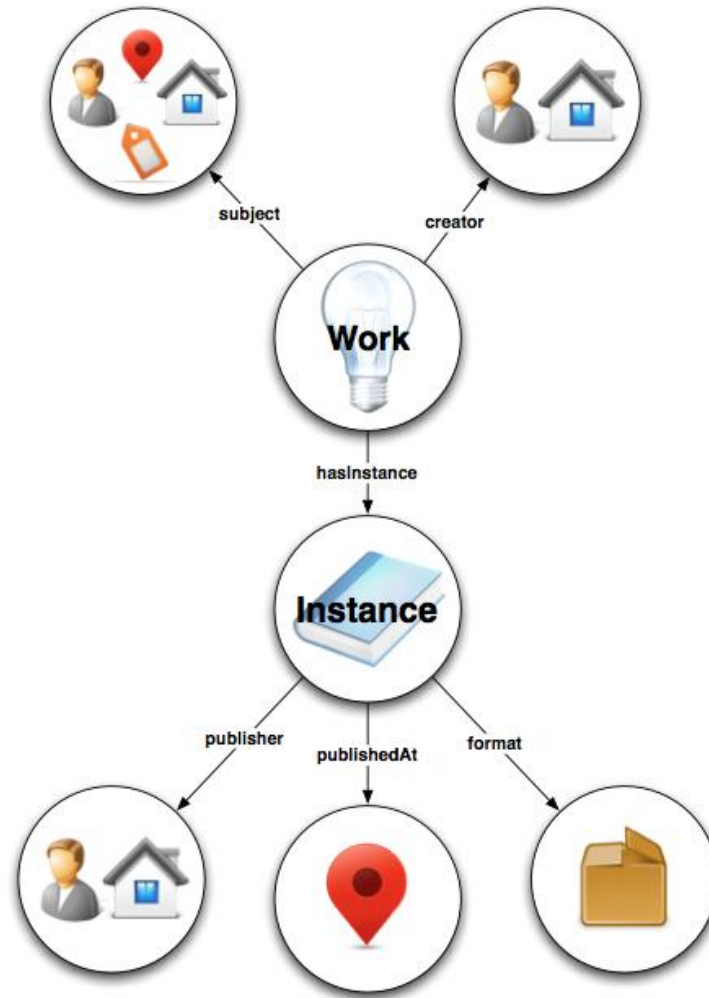 subject
creator
Work
hasInstance
Instance
publisher
publishedAt
format